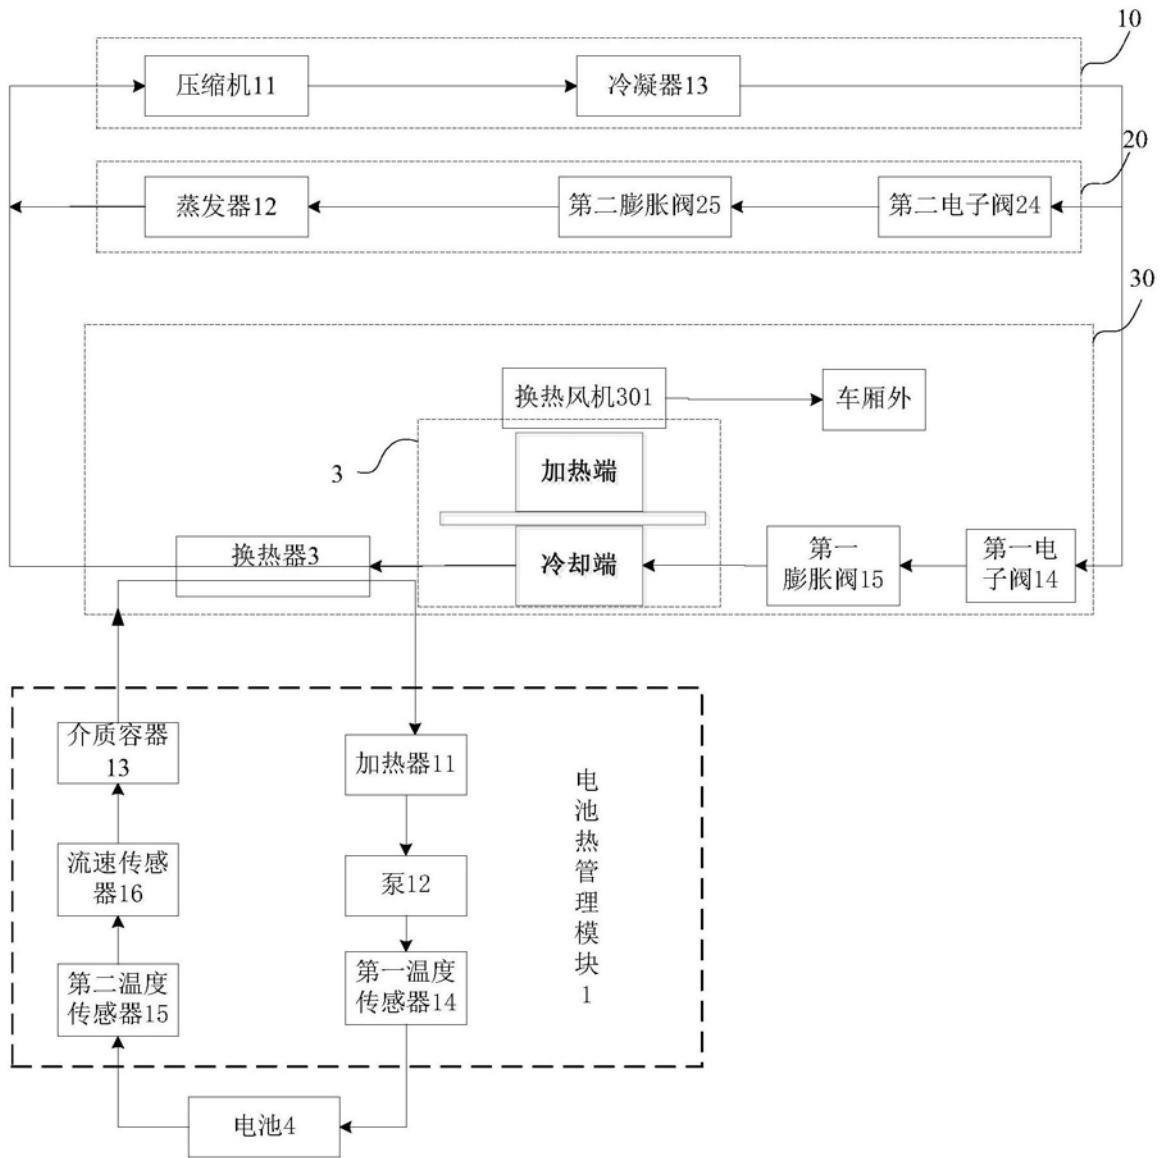 10
压缩机11
冷凝器13
20
蒸发器12
第二膨胀阀25
第二电子阀24
30
换热风机301
车厢外
3
加热端
换热器3
冷却端
第一
膨胀阀15
第一电
子阀14
介质容器
13
加热器11
流速传感
器16
泵12
第二温度
传感器15
第一温度
传感器14
电
池
热
管
理
模
块
1
电池4